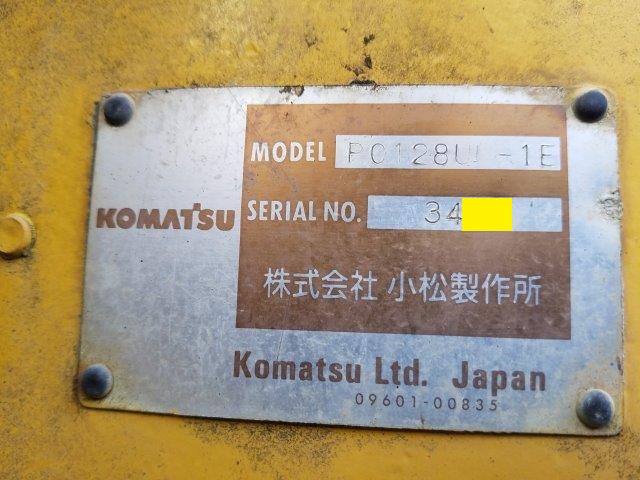 MODEL PC128UU-1E
KOMATSU
SERIAL NO. 34
株式会社 小松製作所
Komatsu Ltd. Japan
09601-00835